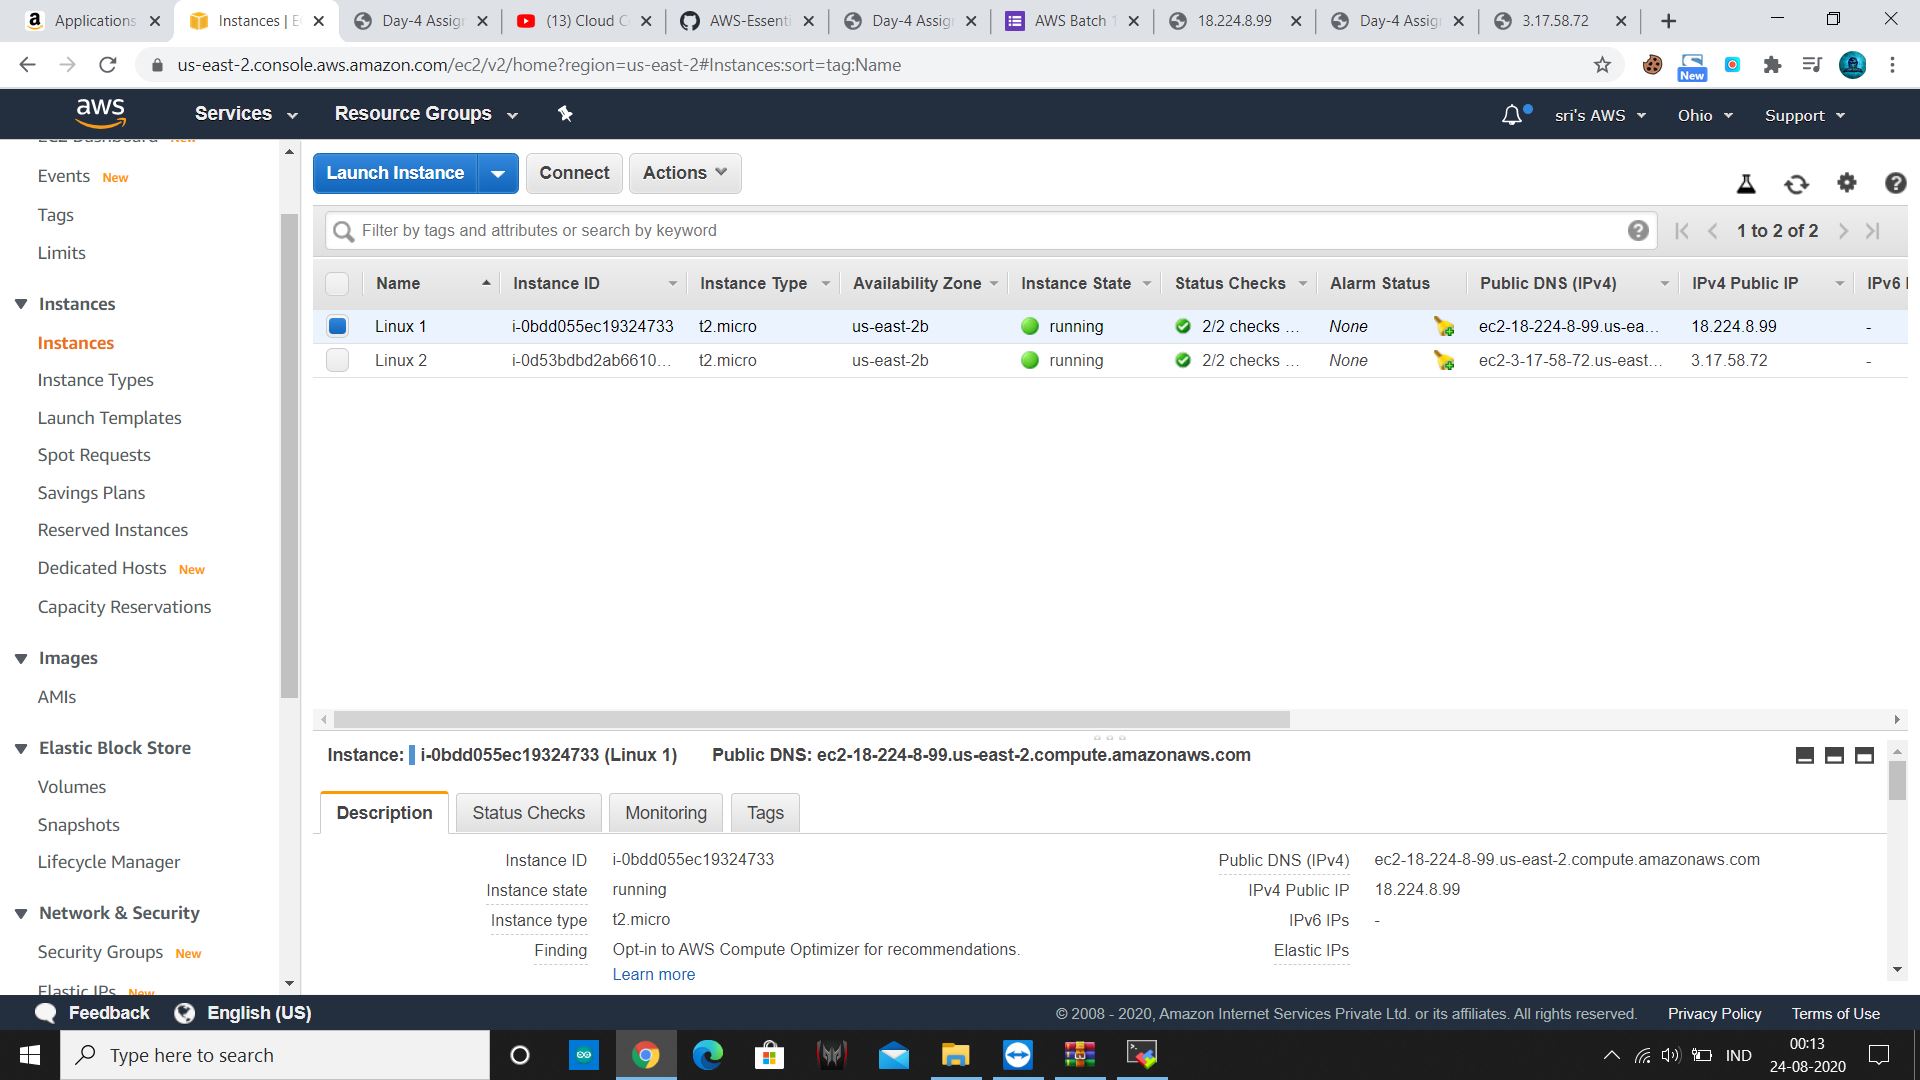 Applications
Instances | E
Day-4 Assig
(13) Cloud C
AWS-Essenti
Day-4 Assig
AWS Batch 1
18.224.8.99
Day-4 Assig
3.17.58.72
us-east-2.console.aws.amazon.com/ec2/v2/home?region=us-east-2#Instances:sort=tag:Name
New
aws
Services
Resource Groups
sri's AWS
Ohio
Support
EC2 Dashboard New
Events New
Tags
Limits
Instances
Instances
Instance Types
Launch Templates
Spot Requests
Savings Plans
Reserved Instances
Dedicated Hosts New
Capacity Reservations
Images
AMIs
Elastic Block Store
Volumes
Snapshots
Lifecycle Manager
Network & Security
Security Groups New
Elastic IPs New
Launch Instance
Connect
Actions
Filter by tags and attributes or search by keyword
1 to 2 of 2
Name Instance ID Instance Type Availability Zone Instance State Status Checks Alarm Status Public DNS (IPv4) IPv4 Public IP IPv6 I
Linux 1 i-0bdd055ec19324733 t2.micro us-east-2b running 2/2 checks ... None ec2-18-224-8-99.us-ea... 18.224.8.99 -
Linux 2 i-0d53bdbd2ab6610... t2.micro us-east-2b running 2/2 checks ... None ec2-3-17-58-72.us-east... 3.17.58.72 -
Instance: i-0bdd055ec19324733 (Linux 1) Public DNS: ec2-18-224-8-99.us-east-2.compute.amazonaws.com
Description
Status Checks
Monitoring
Tags
Instance ID i-0bdd055ec19324733
Instance state running
Instance type t2.micro
Finding Opt-in to AWS Compute Optimizer for recommendations.
Learn more
Public DNS (IPv4) ec2-18-224-8-99.us-east-2.compute.amazonaws.com
IPv4 Public IP 18.224.8.99
IPv6 IPs -
Elastic IPs
Feedback
English (US)
© 2008 - 2020, Amazon Internet Services Private Ltd. or its affiliates. All rights reserved.
Privacy Policy
Terms of Use
Type here to search
IND
00:13
24-08-2020